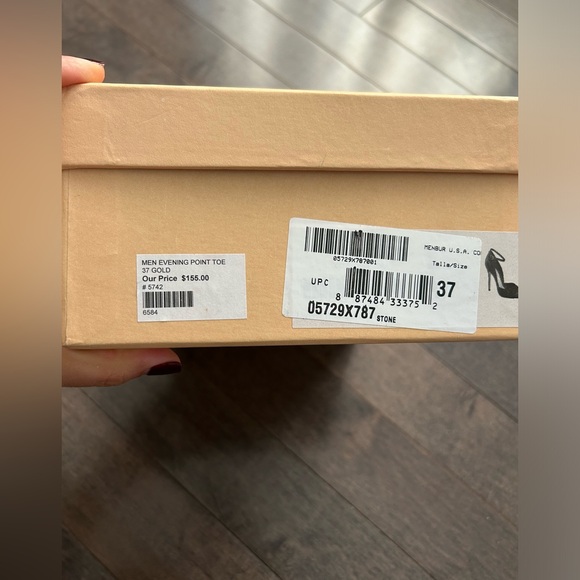 MEN EVENING POINT TOE
37 GOLD
Our Price $155.00
# 5742
6584
05729X787001
MENBUR U.S.A. CO
Talla/Size
UPC
37
8 87484 33375 2
05729X787
STONE